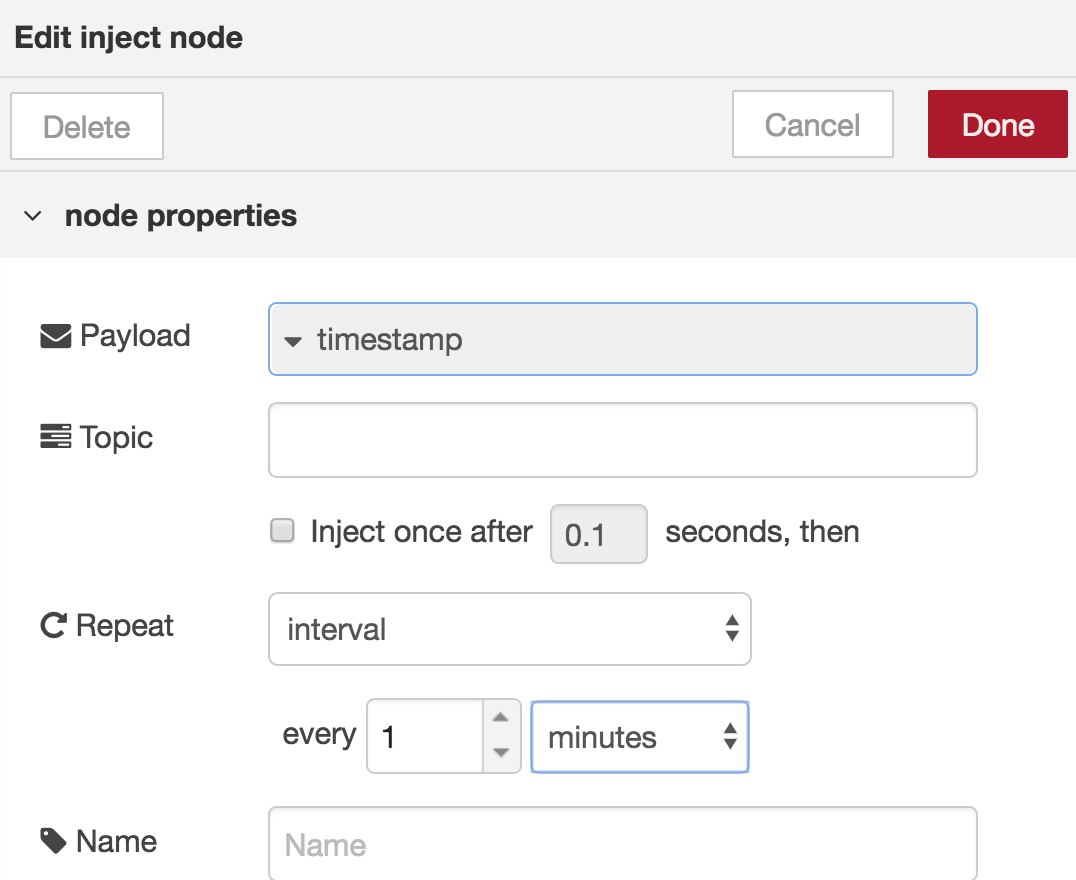 Edit inject node
Delete Cancel Done
node properties
Payload timestamp
Topic
Inject once after 0.1 seconds, then
Repeat interval
every 1 minutes
Name Name